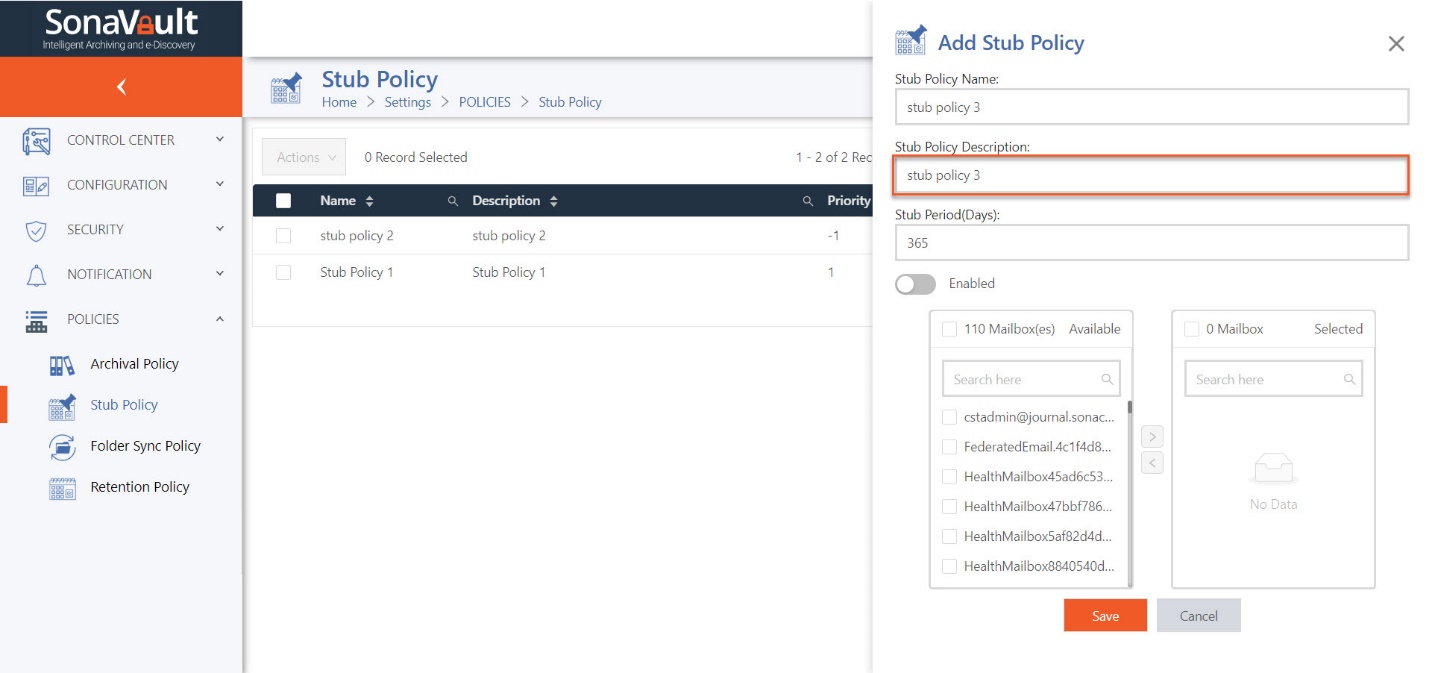 SonaVault
Intelligent Archiving and e-Discovery
CONTROL CENTER
CONFIGURATION
SECURITY
NOTIFICATION
POLICIES
Archival Policy
Stub Policy
Folder Sync Policy
Retention Policy
Stub Policy
Home > Settings > POLICIES > Stub Policy
Actions 0 Record Selected 1 - 2 of 2 Rec
Name Description Priority
stub policy 2 stub policy 2 -1
Stub Policy 1 Stub Policy 1 1
Add Stub Policy
Stub Policy Name:
stub policy 3
Stub Policy Description:
stub policy 3
Stub Period(Days):
365
Enabled
110 Mailbox(es) Available
Search here
cstadmin@journal.sonac...
FederatedEmail.4c1f4d8...
HealthMailbox45ad6c53...
HealthMailbox47bbf786...
HealthMailbox5af82d4d...
HealthMailbox8840540d...
> 
<
0 Mailbox Selected
Search here
No Data
Save Cancel